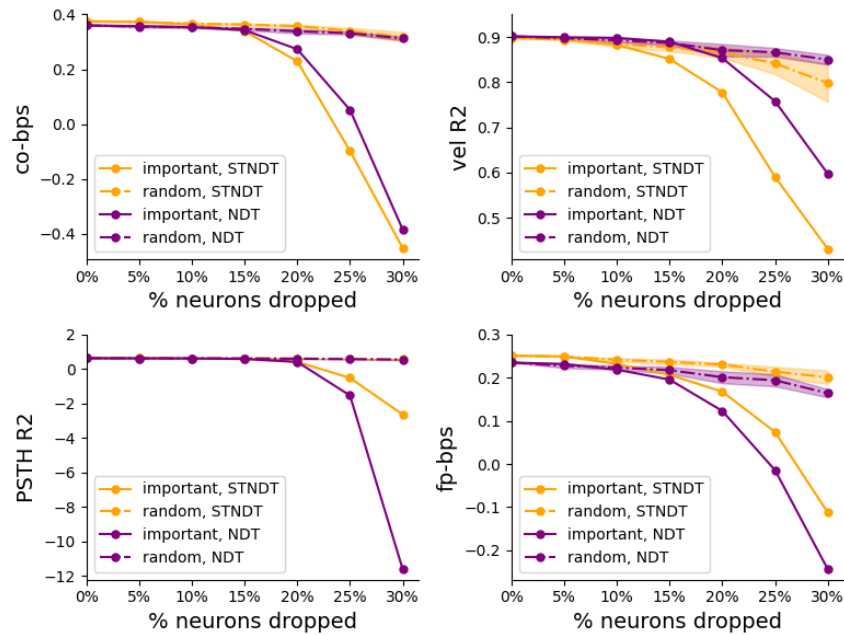 0.4
0.2
0.0
−0.2
−0.4
co-bps
important, STNDT
random, STNDT
important, NDT
random, NDT
0% 5% 10% 15% 20% 25% 30%
% neurons dropped
0.9
0.8
0.7
0.6
0.5
vel R2
important, STNDT
random, STNDT
important, NDT
random, NDT
0% 5% 10% 15% 20% 25% 30%
% neurons dropped
2
0
−2
−4
−6
−8
−10
−12
PSTH R2
important, STNDT
random, STNDT
important, NDT
random, NDT
0% 5% 10% 15% 20% 25% 30%
% neurons dropped
0.3
0.2
0.1
0.0
−0.1
−0.2
fp-bps
important, STNDT
random, STNDT
important, NDT
random, NDT
0% 5% 10% 15% 20% 25% 30%
% neurons dropped